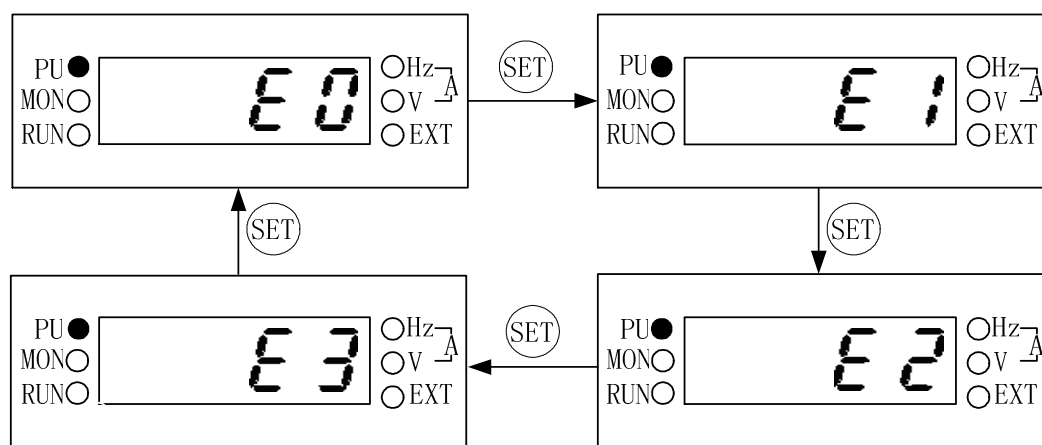 PU
MON
RUN
E0
Hz
V
A
EXT
SET
PU
MON
RUN
E1
Hz
V
A
EXT
SET
SET
PU
MON
RUN
E3
Hz
V
A
EXT
SET
PU
MON
RUN
E2
Hz
V
A
EXT